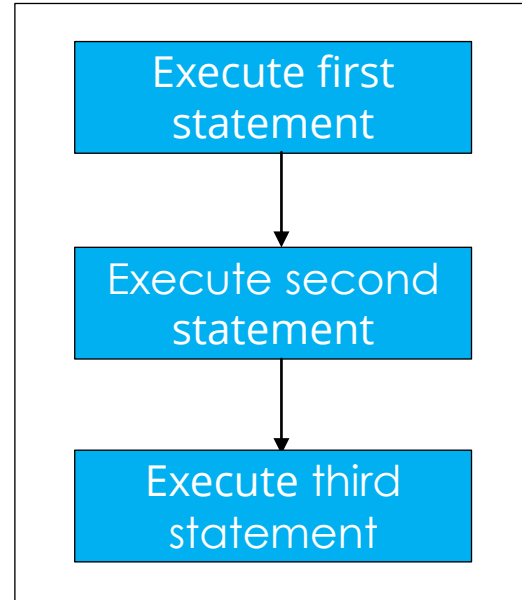 Execute first
statement
Execute second
statement
Execute third
statement